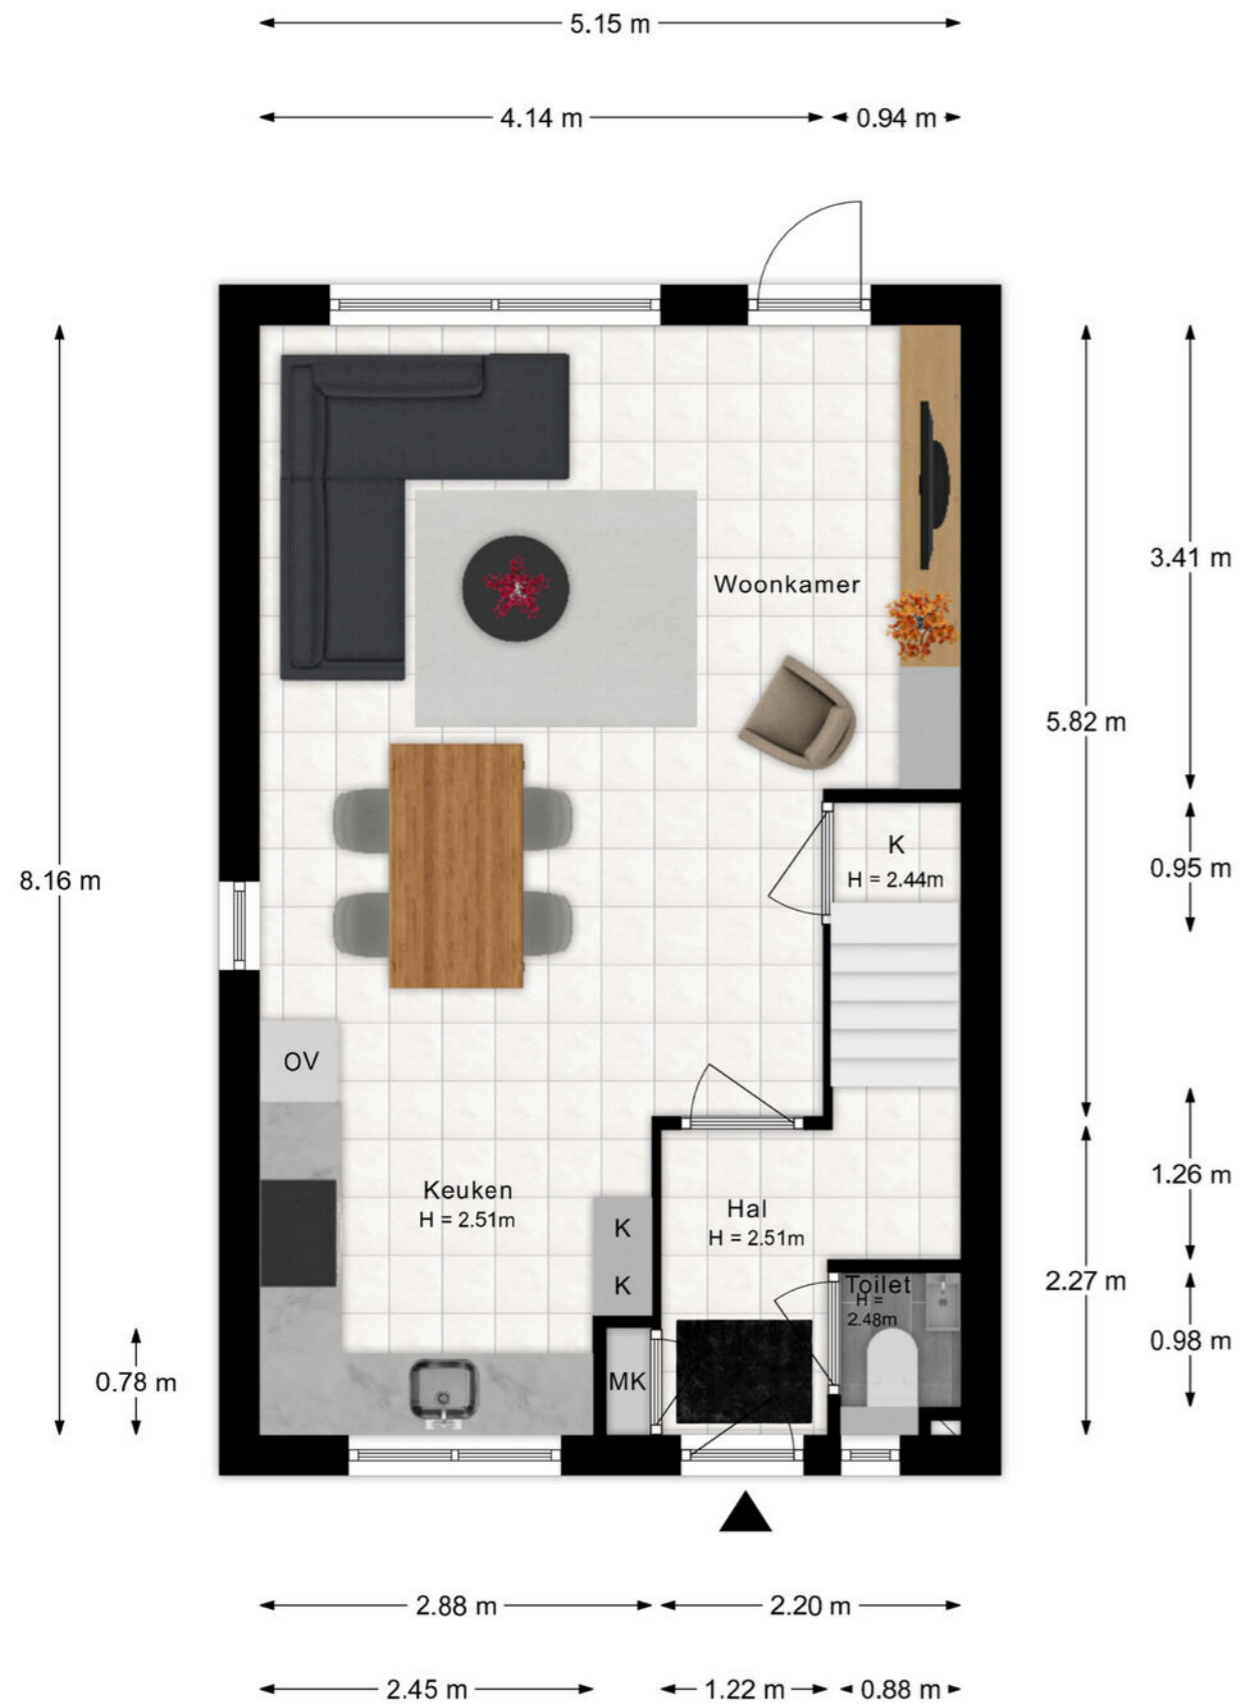 5.15 m
4.14 m
0.94 m
Woonkamer
3.41 m
5.82 m
8.16 m
K
H = 2.44m
0.95 m
OV
Keuken
H = 2.51m
K
K
Hal
H = 2.51m
1.26 m
2.27 m
Toilet
H =
2.48m
0.98 m
0.78 m
MK
2.88 m
2.20 m
2.45 m
1.22 m
0.88 m